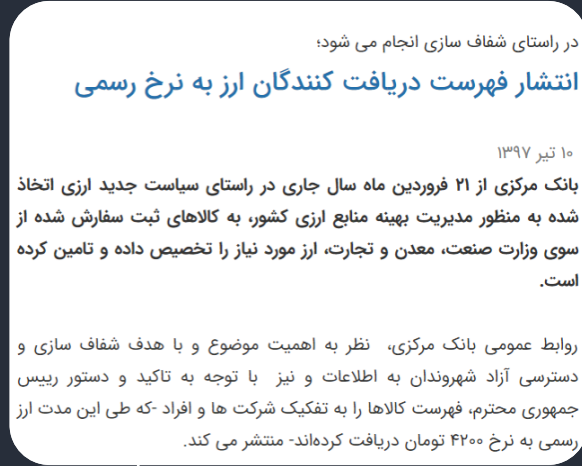 در راستای شفاف سازی انجام می شود؛
انتشار فهرست دریافت کنندگان ارز به نرخ رسمی
۱۰ تیر ۱۳۹۷
بانک مرکزی از ۲۱ فروردین ماه سال جاری در راستای سیاست جدید ارزی اتخاذ
شده به منظور مدیریت بهینه منابع ارزی کشور، به کالاهای ثبت سفارش شده از
سوی وزارت صنعت، معدن و تجارت، ارز مورد نیاز را تخصیص داده و تامین کرده
است.
روابط عمومی بانک مرکزی، نظر به اهمیت موضوع و با هدف شفاف سازی و
دسترسی آزاد شهروندان به اطلاعات و نیز با توجه به تاکید و دستور رییس
جمهوری محترم، فهرست کالاها را به تفکیک شرکت ها و افراد -که طی این مدت ارز
رسمی به نرخ ۴۲۰۰ تومان دریافت کرده‌اند- منتشر می کند.